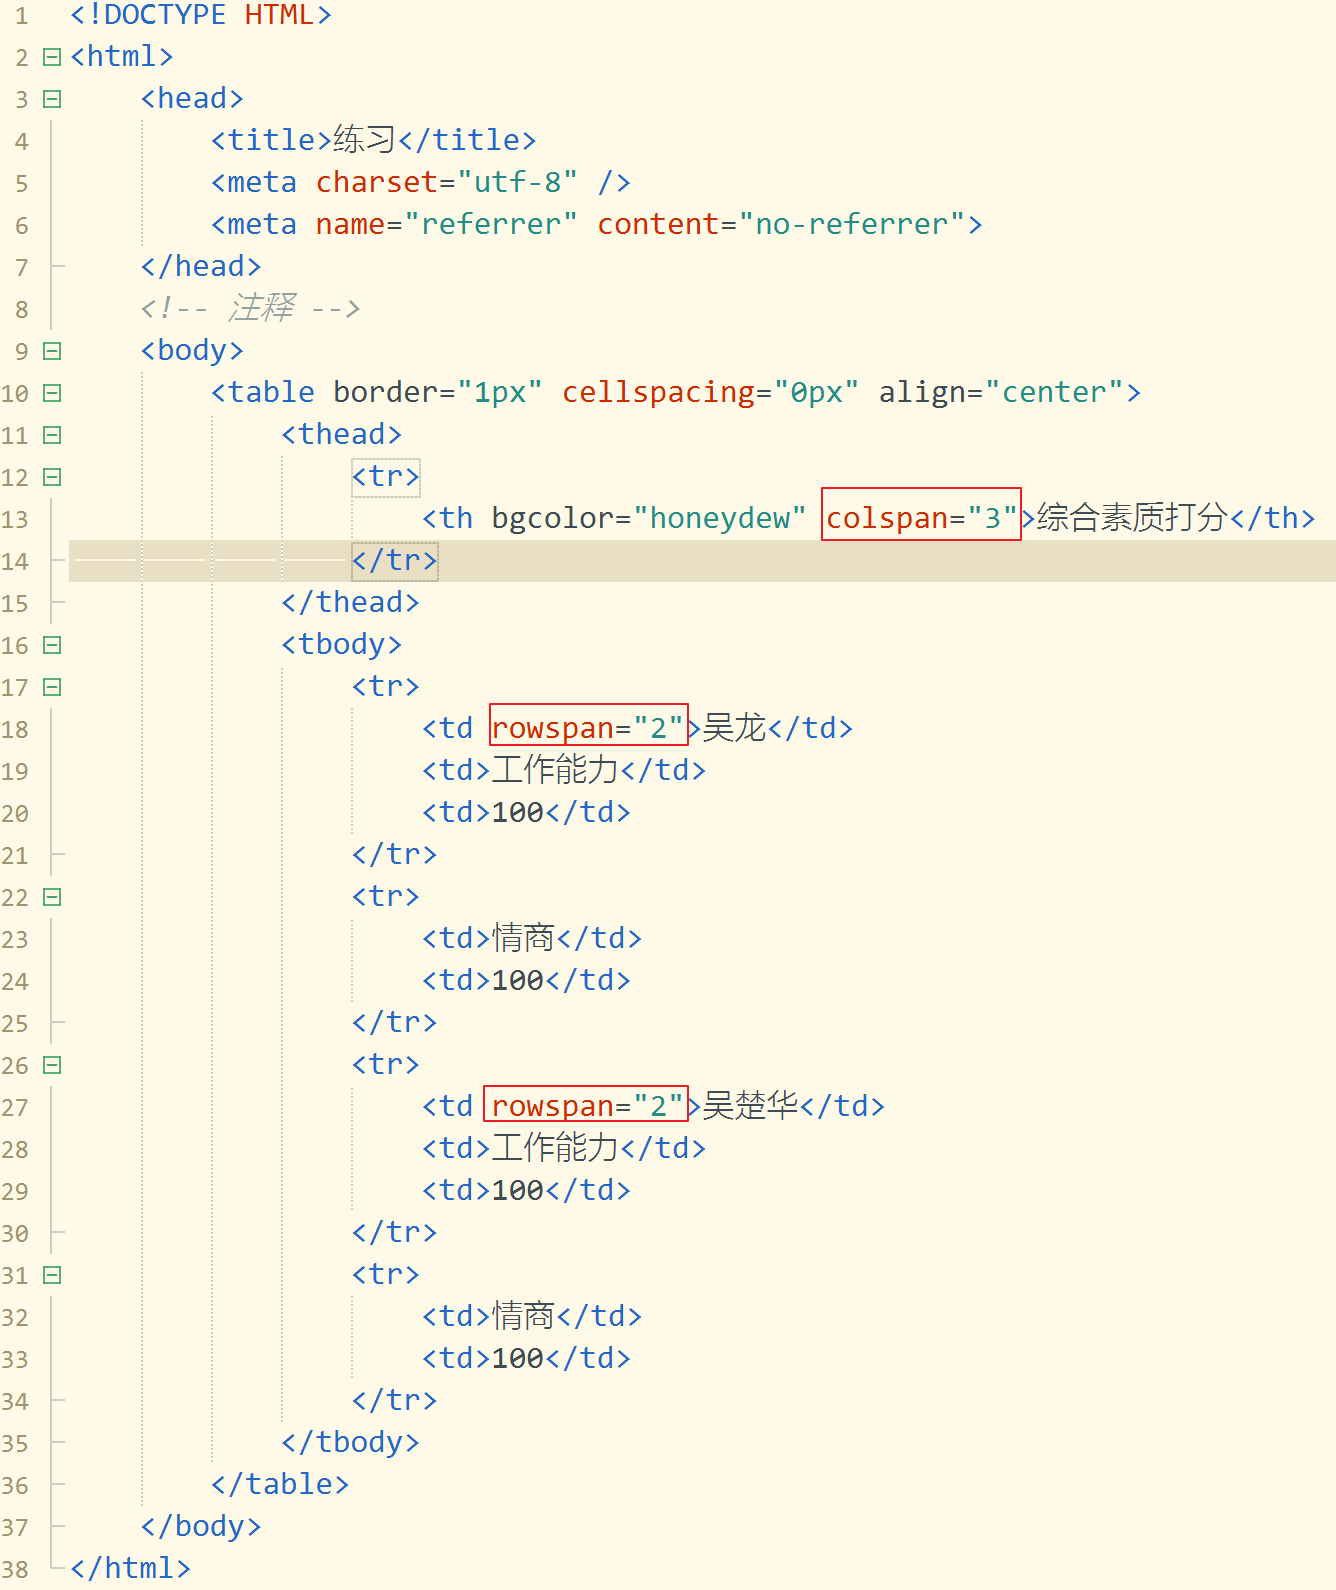 1 <!DOCTYPE HTML>
2 <html>
3 <head>
4 <title>练习</title>
5 <meta charset="utf-8" />
6 <meta name="referrer" content="no-referrer">
7 </head>
8 <!-- 注释 -->
9 <body>
10 <table border="1px" cellspacing="0px" align="center">
11 <thead>
12 <tr>
13 <th bgcolor="honeydew" colspan="3">综合素质打分</th>
14 </tr>
15 </thead>
16 <tbody>
17 <tr>
18 <td rowspan="2">吴龙</td>
19 <td>工作能力</td>
20 <td>100</td>
21 </tr>
22 <tr>
23 <td>情商</td>
24 <td>100</td>
25 </tr>
26 <tr>
27 <td rowspan="2">吴楚华</td>
28 <td>工作能力</td>
29 <td>100</td>
30 </tr>
31 <tr>
32 <td>情商</td>
33 <td>100</td>
34 </tr>
35 </tbody>
36 </table>
37 </body>
38 </html>